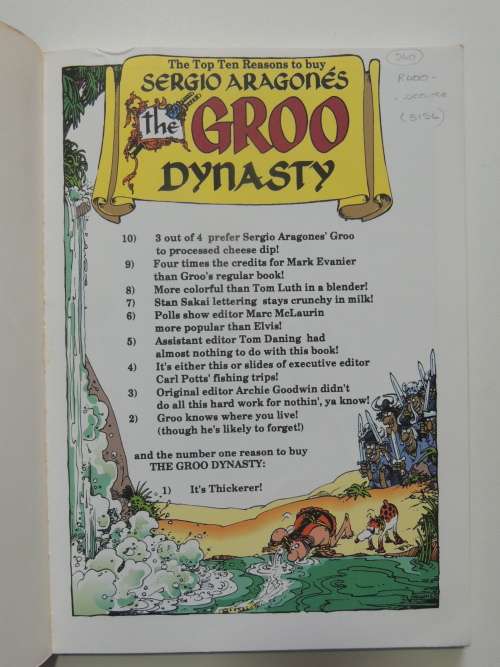 The Top Ten Reasons to buy
SERGIO ARAGONÉS
the GROO
DYNASTY
10) 3 out of 4 prefer Sergio Aragones' Groo
to processed cheese dip!
9) Four times the credits for Mark Evanier
than Groo's regular book!
8) More colorful than Tom Luth in a blender!
7) Stan Sakai lettering stays crunchy in milk!
6) Polls show editor Marc McLaurin
more popular than Elvis!
5) Assistant editor Tom Daning had
almost nothing to do with this book!
4) It's either this or slides of executive editor
Carl Potts' fishing trips!
3) Original editor Archie Goodwin didn't
do all this hard work for nothin', ya know!
2) Groo knows where you live!
(though he's likely to forget!)
and the number one reason to buy
THE GROO DYNASTY:
1) It's Thickerer!